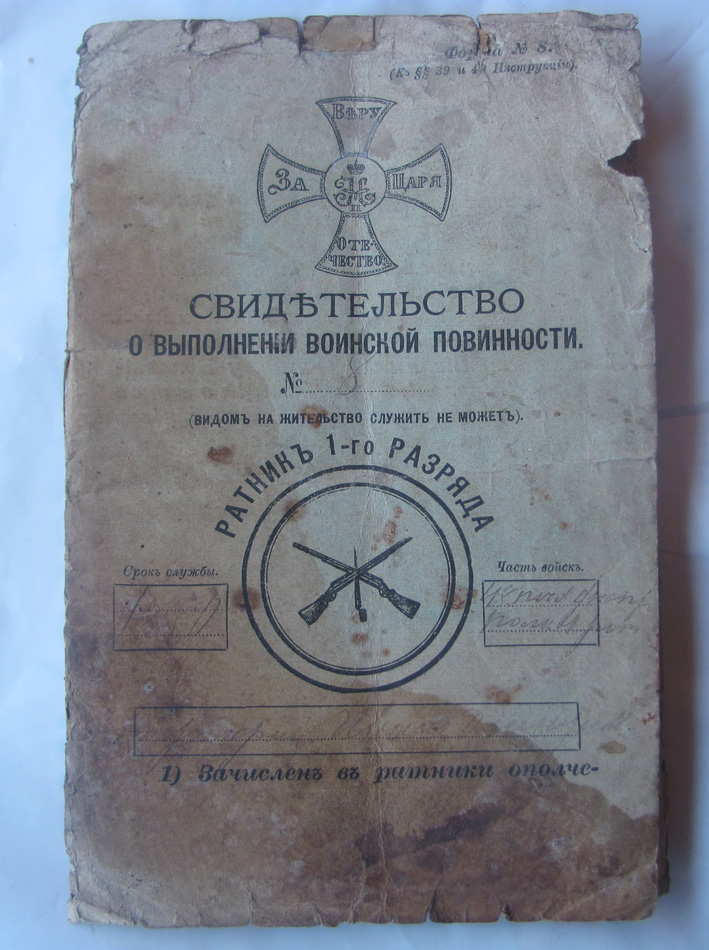 Форма № 8.
(Къ §§ 39 и Инструкціи).
ВѢРУ
ЗА
ЦАРЯ
ОТЕ-
ЧЕСТВО
СВИДѢТЕЛЬСТВО
О ВЫПОЛНЕНІИ ВОИНСКОЙ ПОВИННОСТИ.
№ 8
(ВИДОМЪ НА ЖИТЕЛЬСТВО СЛУЖИТЬ НЕ МОЖЕТЪ).
РАТНИКЪ 1-го РАЗРЯДА
Срокъ службы.
Часть войскъ.
1) Зачисленъ въ ратники ополче-